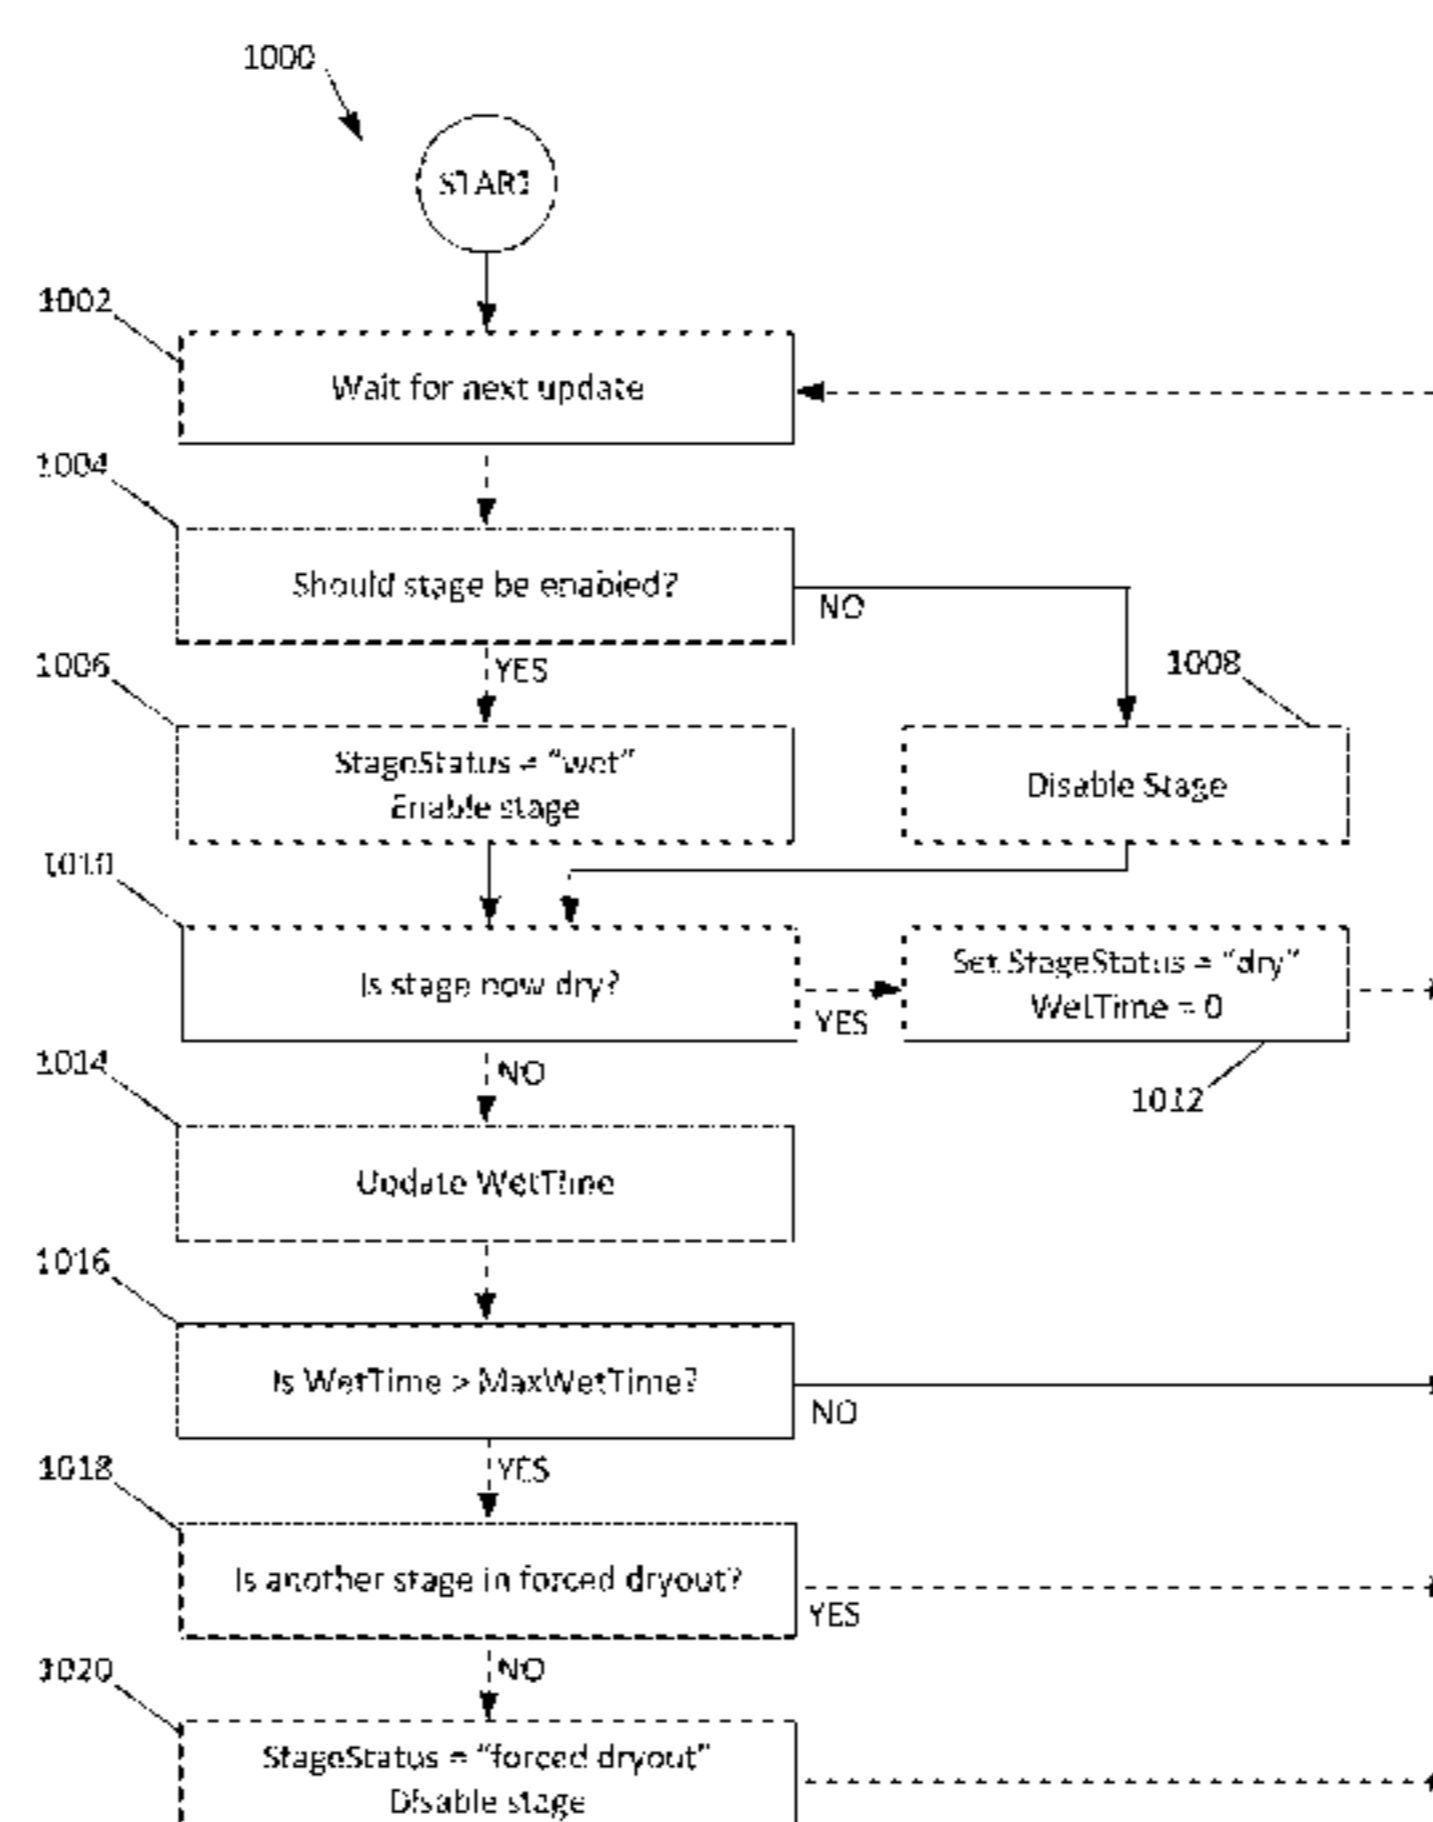 1000
START
1002
Wait for next update
1004
Should stage be enabled?
NO
1006
YES
1008
StageStatus = “wet”
Enable stage
Disable Stage
1010
Is stage now dry?
YES
Set StageStatus = “dry”
WetTime = 0
1012
1014
NO
Update WetTime
1016
Is WetTime > MaxWetTime?
NO
1018
YES
Is another stage in forced dryout?
YES
1020
NO
StageStatus = “forced dryout”
Disable stage